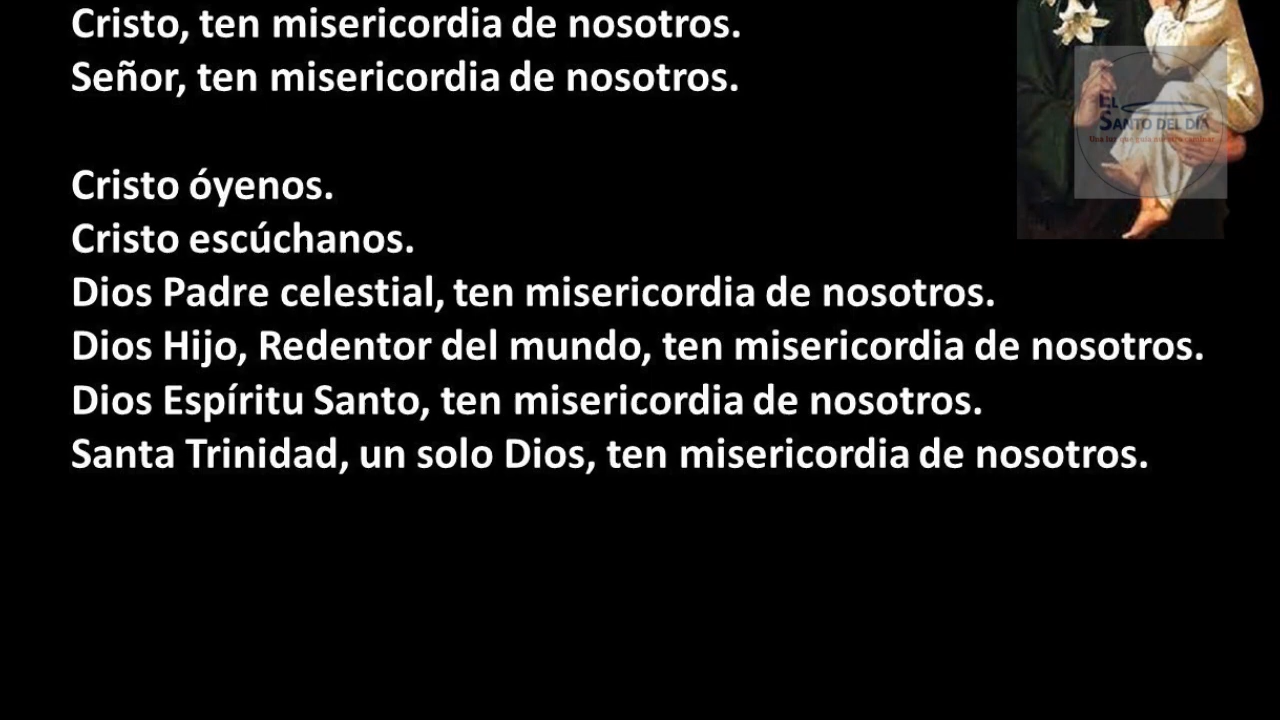 Cristo, ten misericordia de nosotros.
Señor, ten misericordia de nosotros.
Cristo óyenos.
Cristo escúchanos.
Dios Padre celestial, ten misericordia de nosotros.
Dios Hijo, Redentor del mundo, ten misericordia de nosotros.
Dios Espíritu Santo, ten misericordia de nosotros.
Santa Trinidad, un solo Dios, ten misericordia de nosotros.
EL
SANTO DEL DÍA